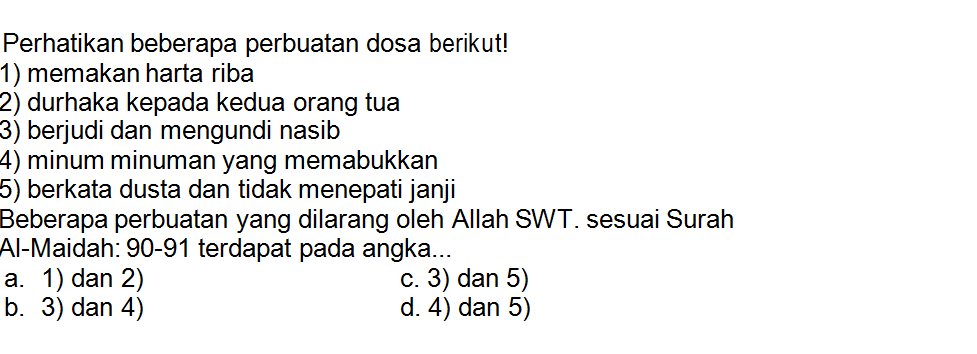 Perhatikan beberapa perbuatan dosa berikut!
1) memakan harta riba
2) durhaka kepada kedua orang tua
3) berjudi dan mengundi nasib
4) minum minuman yang memabukkan
5) berkata dusta dan tidak menepati janji
Beberapa perbuatan yang dilarang oleh Allah SWT. sesuai Surah
Al-Maidah: 90-91 terdapat pada angka...
a. 1) dan 2) c. 3) dan 5)
b. 3) dan 4) d. 4) dan 5)